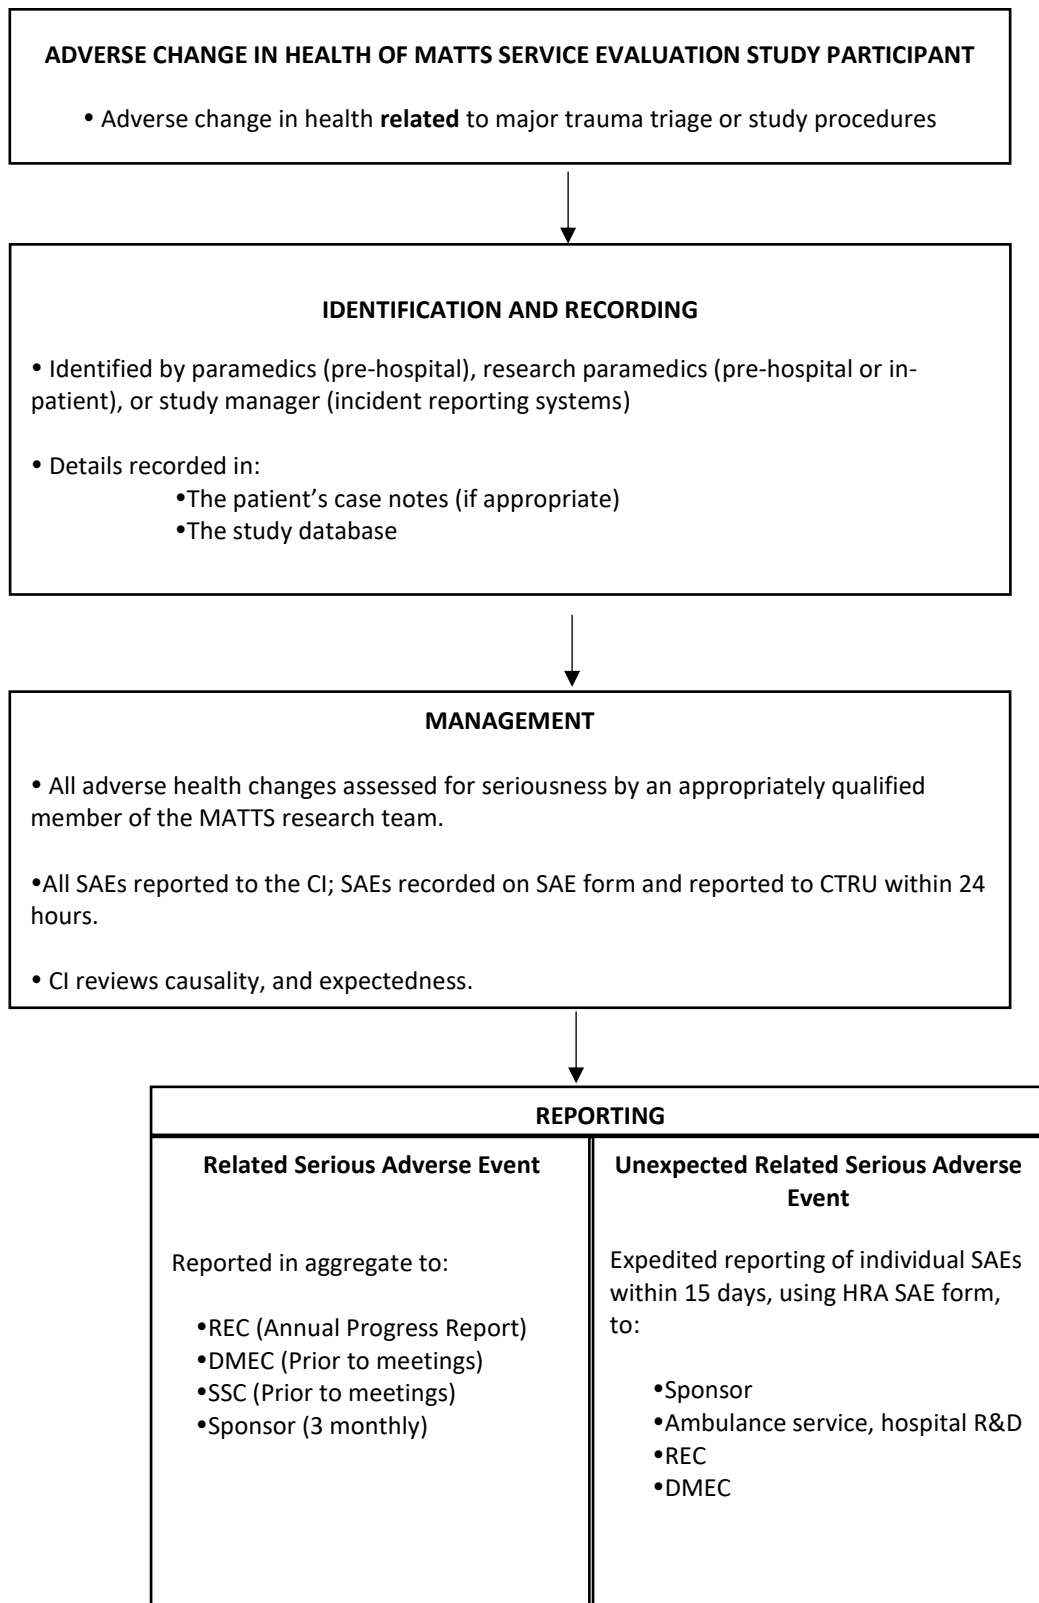 ADVERSE CHANGE IN HEALTH OF MATTS SERVICE EVALUATION STUDY PARTICIPANT
• Adverse change in health related to major trauma triage or study procedures
IDENTIFICATION AND RECORDING
• Identified by paramedics (pre-hospital), research paramedics (pre-hospital or in-
patient), or study manager (incident reporting systems)
• Details recorded in:
•The patient’s case notes (if appropriate)
•The study database
MANAGEMENT
• All adverse health changes assessed for seriousness by an appropriately qualified
member of the MATTS research team.
•All SAEs reported to the CI; SAEs recorded on SAE form and reported to CTRU within 24
hours.
• CI reviews causality, and expectedness.
REPORTING
Related Serious Adverse Event
Reported in aggregate to:
•REC (Annual Progress Report)
•DMEC (Prior to meetings)
•SSC (Prior to meetings)
•Sponsor (3 monthly)
Unexpected Related Serious Adverse
Event
Expedited reporting of individual SAEs
within 15 days, using HRA SAE form,
to:
•Sponsor
•Ambulance service, hospital R&D
•REC
•DMEC